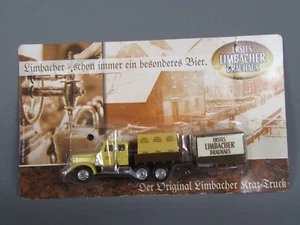 ERSTES
LIMBACHER
BRAUHAUS
Limbacher - schon immer ein besonderes Bier.
ERSTES
LIMBACHER
BRAUHAUS
Der Original Limbacher Kraz-Truck